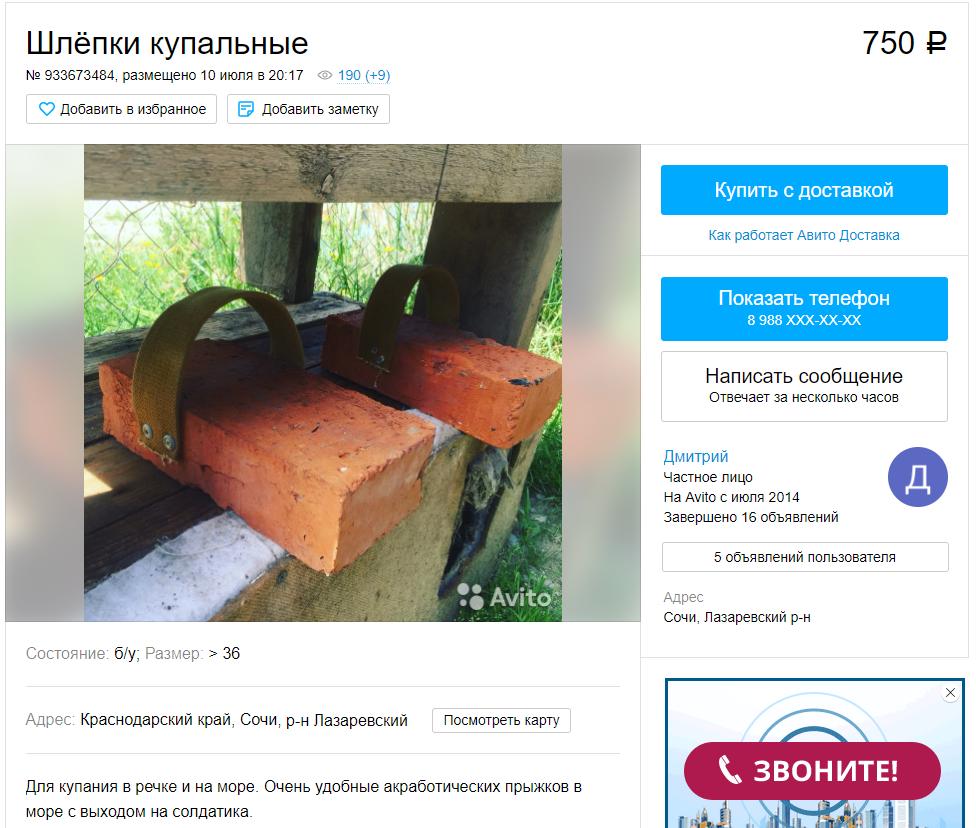 Шлёпки купальные
750 ₽
№ 933673484, размещено 10 июля в 20:17 190 (+9)
Добавить в избранное
Добавить заметку
Купить с доставкой
Как работает Авито Доставка
Показать телефон
8 988 XXX-XX-XX
Написать сообщение
Отвечает за несколько часов
Дмитрий
Частное лицо
На Avito с июля 2014
Завершено 16 объявлений
Д
5 объявлений пользователя
Адрес
Сочи, Лазаревский р-н
Avito
Состояние: б/у; Размер: > 36
Адрес: Краснодарский край, Сочи, р-н Лазаревский
Посмотреть карту
Для купания в речке и на море. Очень удобные акработических прыжков в
море с выходом на солдатика.
ЗВОНИТЕ!